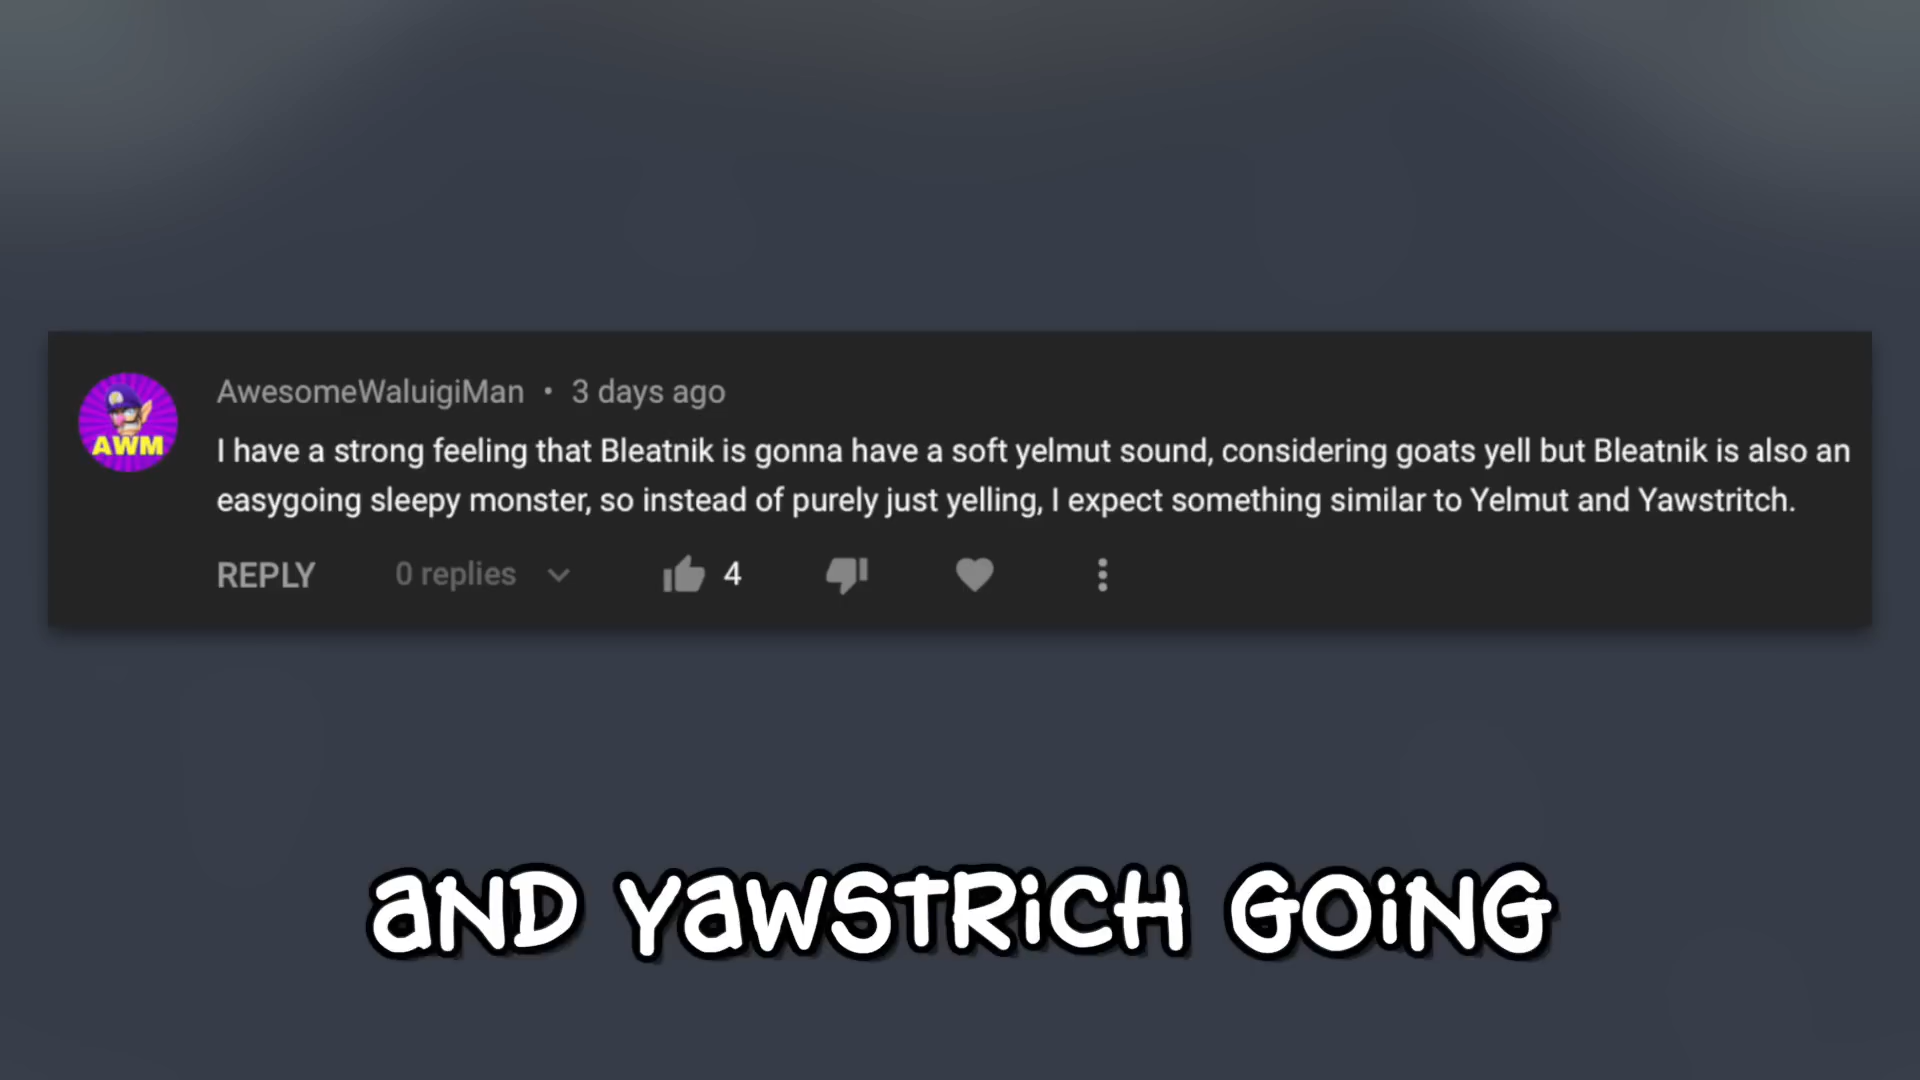 AWM
AwesomeWaluigiMan • 3 days ago
I have a strong feeling that Bleatnik is gonna have a soft yelmut sound, considering goats yell but Bleatnik is also an
easygoing sleepy monster, so instead of purely just yelling, I expect something similar to Yelmut and Yawstritch.
REPLY 0 replies 4
AND YAWSTRICH GOING